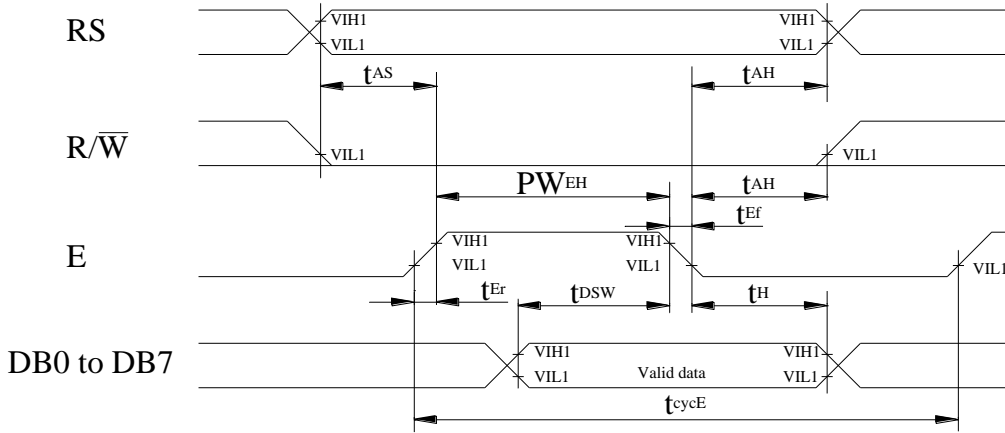 RS
VIH1
VIL1
VIH1
VIL1
tAS
tAH
R/W̅
VIL1
VIL1
PWEH
tAH
tEf
E
VIH1
VIL1
VIH1
VIL1
VIL1
tEr
tDSW
tH
DB0 to DB7
VIH1
VIL1
Valid data
VIH1
VIL1
tcycE